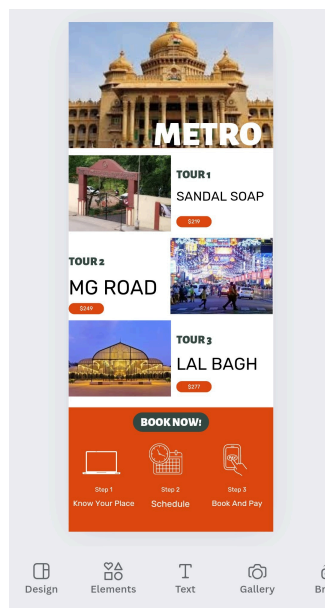 METRO
TOUR 1
SANDAL SOAP
$219
TOUR 2
MG ROAD
$249
TOUR 3
LAL BAGH
$277
BOOK NOW!
Step 1
Step 2
Step 3
Know Your Place
Schedule
Book And Pay
Design
Elements
Text
Gallery
Br